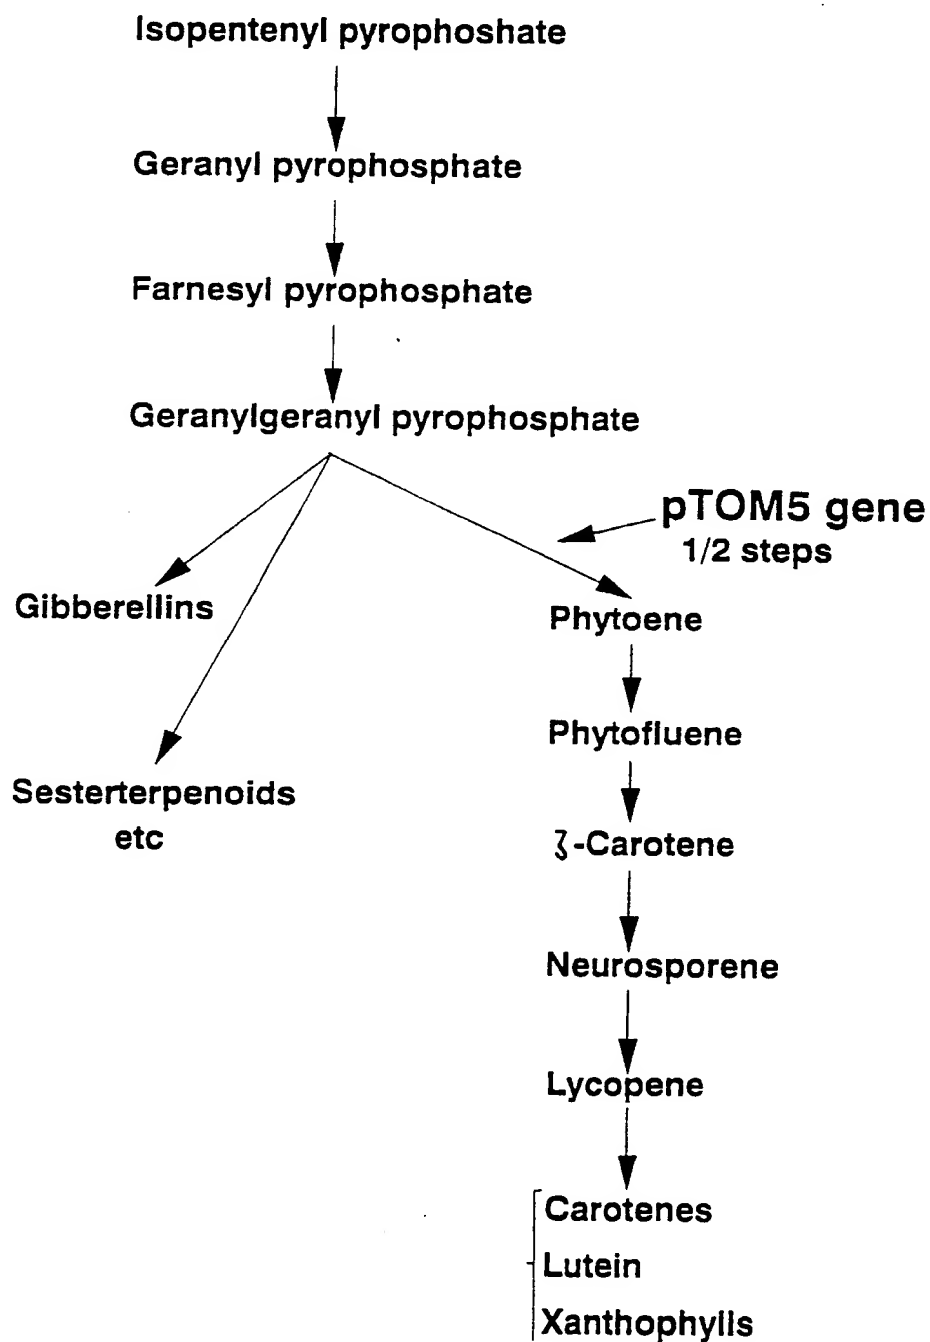 Isopentenyl pyrophoshate
Geranyl pyrophosphate
Farnesyl pyrophosphate
Geranylgeranyl pyrophosphate
pTOM5 gene
1/2 steps
Gibberellins
Phytoene
Phytofluene
Sesterterpenoids
etc
ζ-Carotene
Neurosporene
Lycopene
Carotenes
Lutein
Xanthophylls